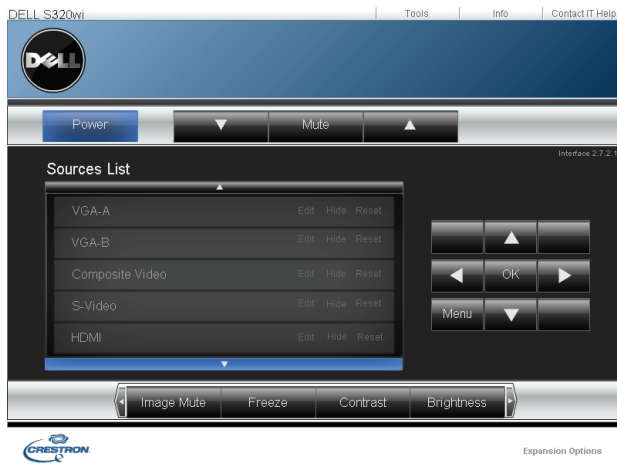 DELL S320wi Tools Info Contact IT Help
DELL
Power Mute
Interface 2.7.2.1
Sources List
VGA-A Edit Hide Reset
VGA-B Edit Hide Reset
Composite Video Edit Hide Reset
S-Video Edit Hide Reset
HDMI Edit Hide Reset
OK
Menu
Image Mute Freeze Contrast Brightness
CRESTRON
Expansion Options